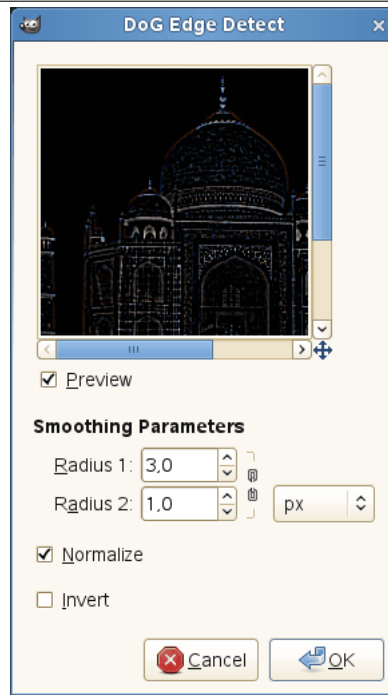 DoG Edge Detect
Preview
Smoothing Parameters
Radius 1: 3,0
Radius 2: 1,0 px
Normalize
Invert
Cancel OK